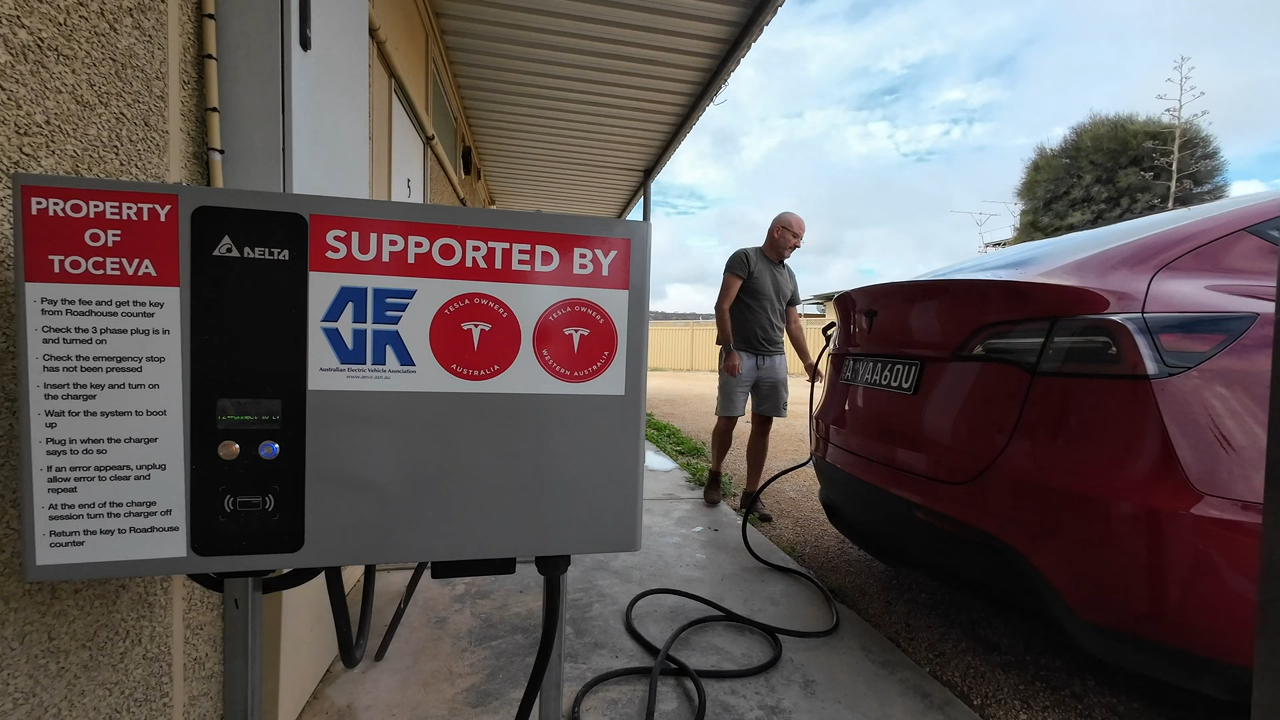 PROPERTY
OF
TOCEVA
- Pay the fee and get the key
from Roadhouse counter
- Check the 3 phase plug is in
and turned on
- Check the emergency stop
has not been pressed
- Insert the key and turn on
the charger
- Wait for the system to boot
up
- Plug in when the charger
says to do so
- If an error appears, unplug
allow error to clear and
repeat
- At the end of the charge
session turn the charger off
- Return the key to Roadhouse
counter
DELTA
SUPPORTED BY
AEVA
Australian Electric Vehicle Association
www.aeva.asn.au
TESLA OWNERS
AUSTRALIA
TESLA OWNERS
WESTERN AUSTRALIA
5
YAA60U